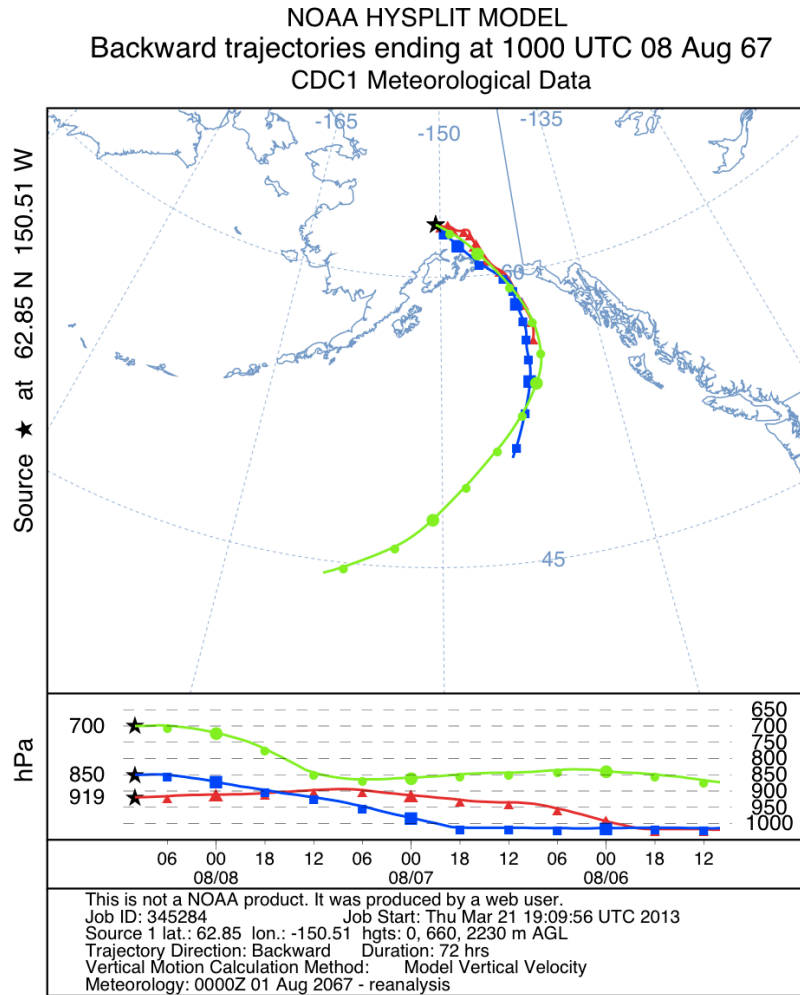 NOAA HYSPLIT MODEL
Backward trajectories ending at 1000 UTC 08 Aug 67
CDC1 Meteorological Data
Source ★ at 62.85 N 150.51 W
-165
-150
-135
60
45
hPa
700
850
919
650
700
750
800
850
900
950
1000
06 00 18 12 06 00 18 12 06 00 18 12
08/08 08/07 08/06
This is not a NOAA product. It was produced by a web user.
Job ID: 345284 Job Start: Thu Mar 21 19:09:56 UTC 2013
Source 1 lat.: 62.85 lon.: -150.51 hgts: 0, 660, 2230 m AGL
Trajectory Direction: Backward Duration: 72 hrs
Vertical Motion Calculation Method: Model Vertical Velocity
Meteorology: 0000Z 01 Aug 2067 - reanalysis